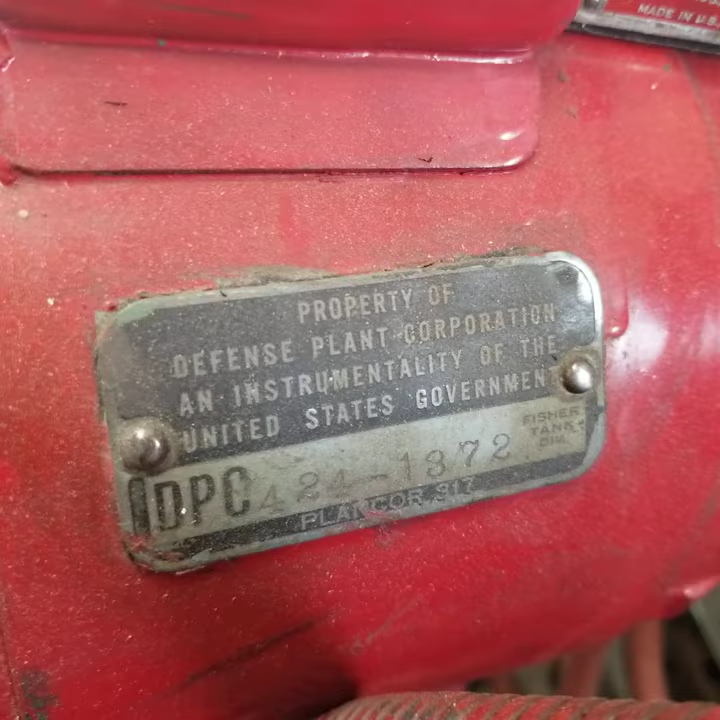 MADE IN U.S.
PROPERTY OF
DEFENSE PLANT CORPORATION
AN INSTRUMENTALITY OF THE
UNITED STATES GOVERNMENT
FISHER
TANK
DIV.
DPC 424-1372
PLANCOR 317